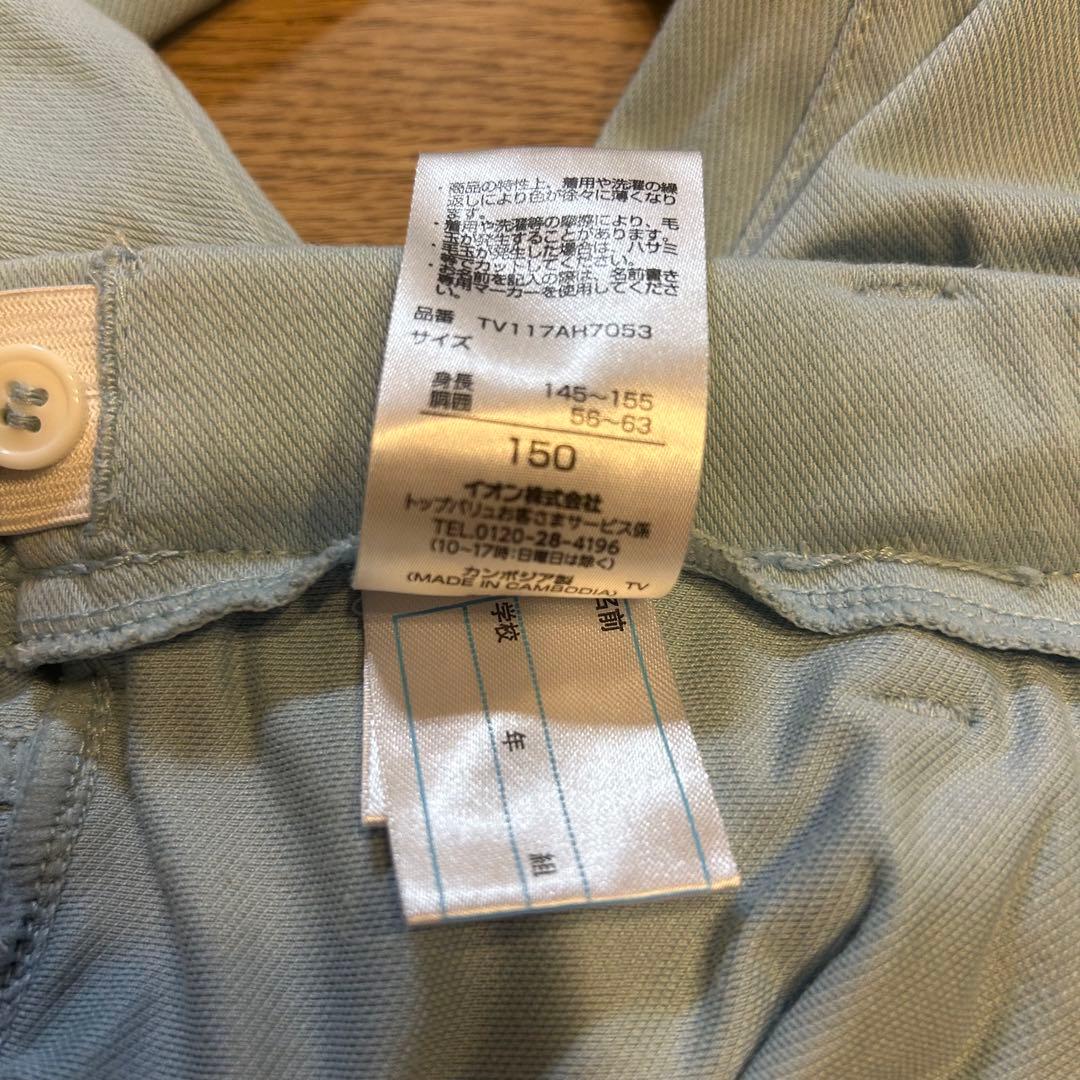 ・商品の特性上、着用や洗濯の繰
返しにより色が徐々に薄くなり
ます。
・着用や洗濯等の摩擦により、毛
玉が発生することがあります。
・毛玉が発生した場合は、ハサミ
等でカットしてください。
・お名前を記入の際は、名前書き
専用マーカーを使用してくださ
い。
品番 TV117AH7053
サイズ
身長 145～155
胴囲 56～63
150
イオン株式会社
トップバリュお客さまサービス係
TEL.0120-28-4196
(10～17時:日曜日は除く)
カンボジア製
(MADE IN CAMBODIA) TV
名前
学校
年
組